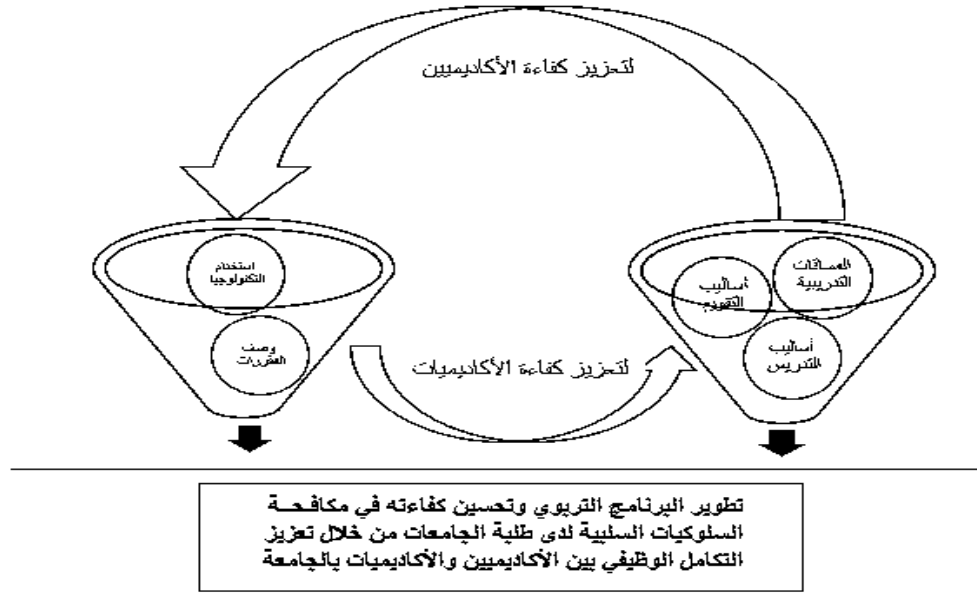 لتعزيز كفاءة الأكاديميين
المساقات
التدريبية
أساليب
التقويم
أساليب
التدريس
استخدام
التكنولوجيا
وصف
المقررات
لتعزيز كفاءة الأكاديميات
تطوير البرنامج التربوي وتحسين كفاءته في مكافحة
السلوكيات السلبية لدى طلبة الجامعات من خلال تعزيز
التكامل الوظيفي بين الأكاديميين والأكاديميات بالجامعة